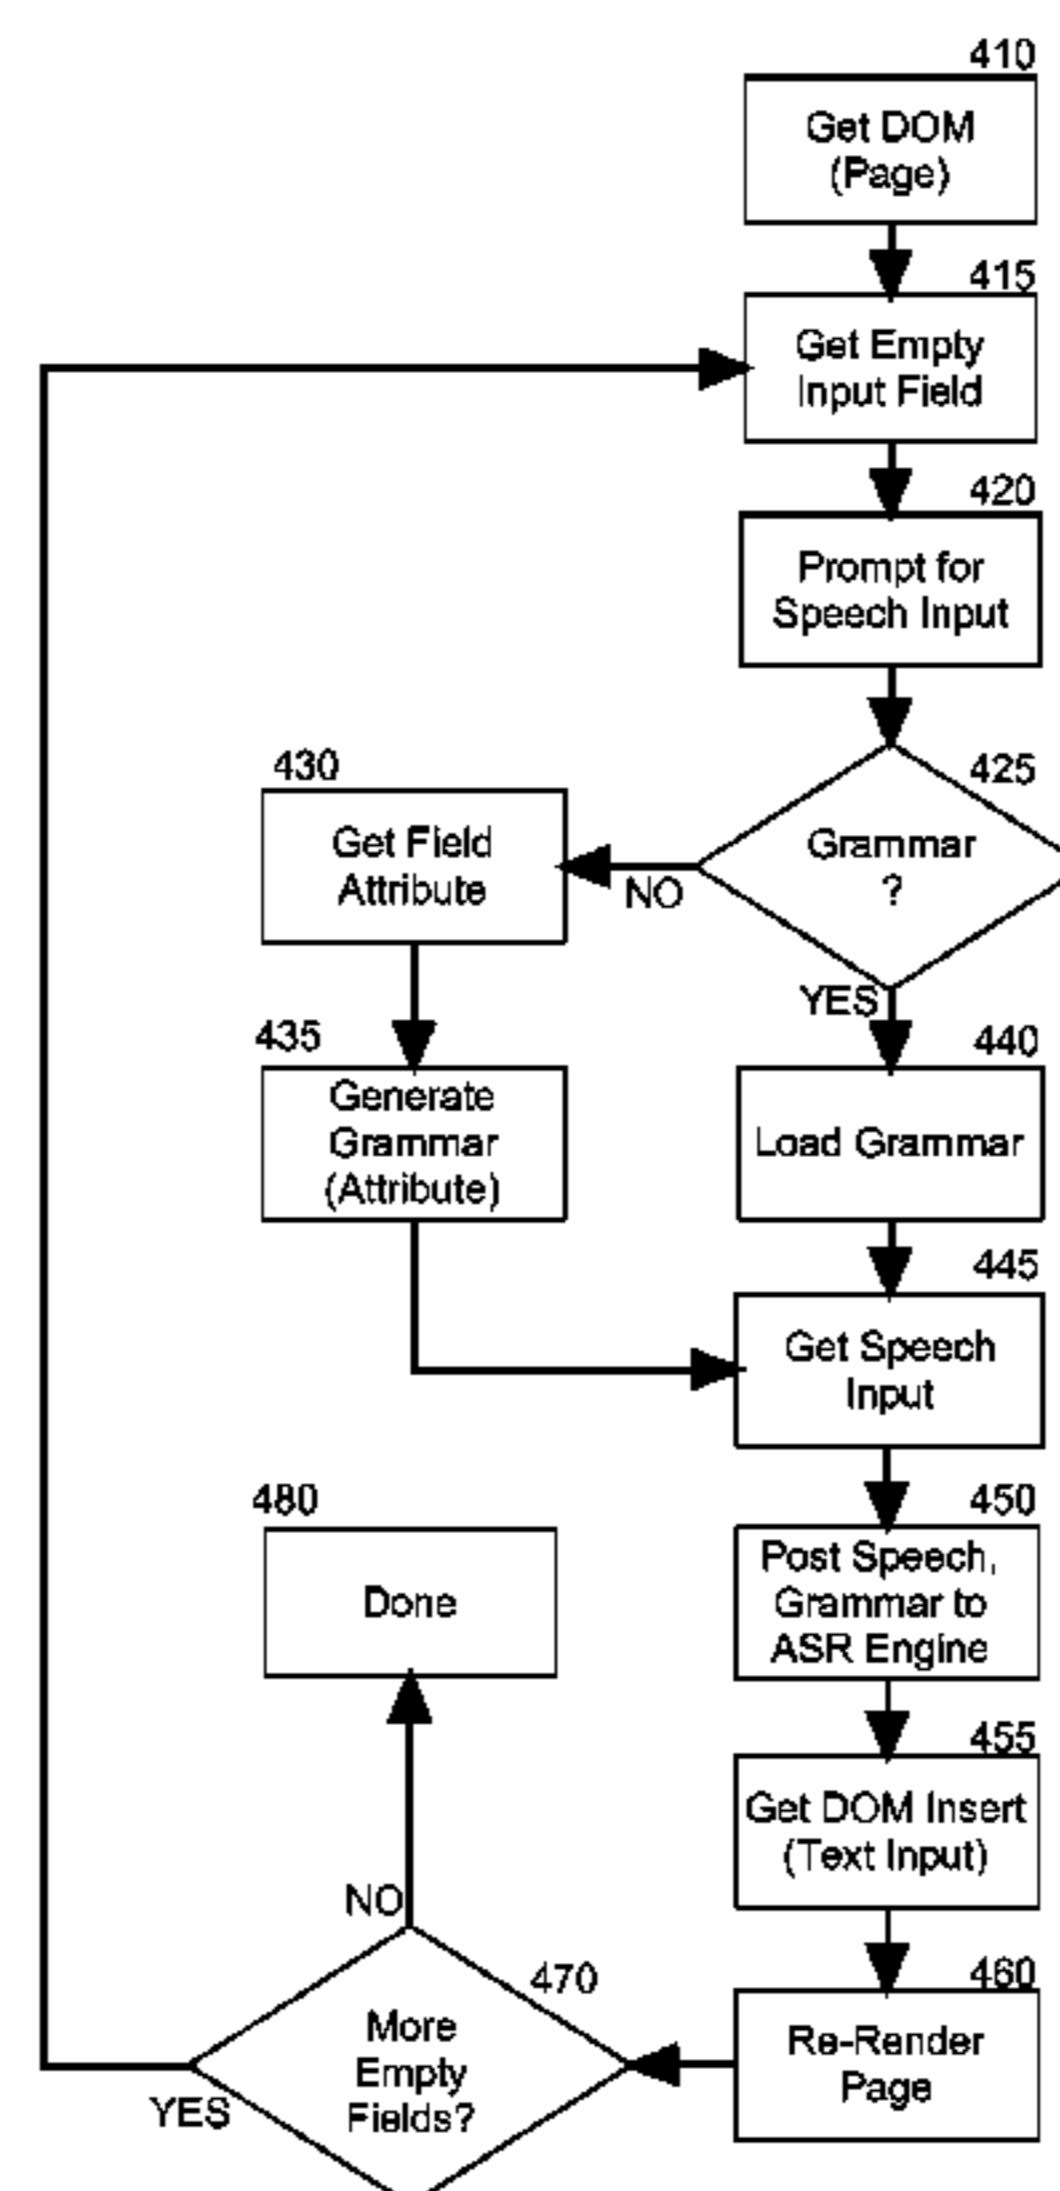 410
Get DOM
(Page)
415
Get Empty
Input Field
420
Prompt for
Speech Input
425
Grammar
?
NO
YES
430
Get Field
Attribute
435
Generate
Grammar
(Attribute)
440
Load Grammar
445
Get Speech
Input
450
Post Speech,
Grammar to
ASR Engine
455
Get DOM Insert
(Text Input)
460
Re-Render
Page
470
More
Empty
Fields?
NO
YES
480
Done